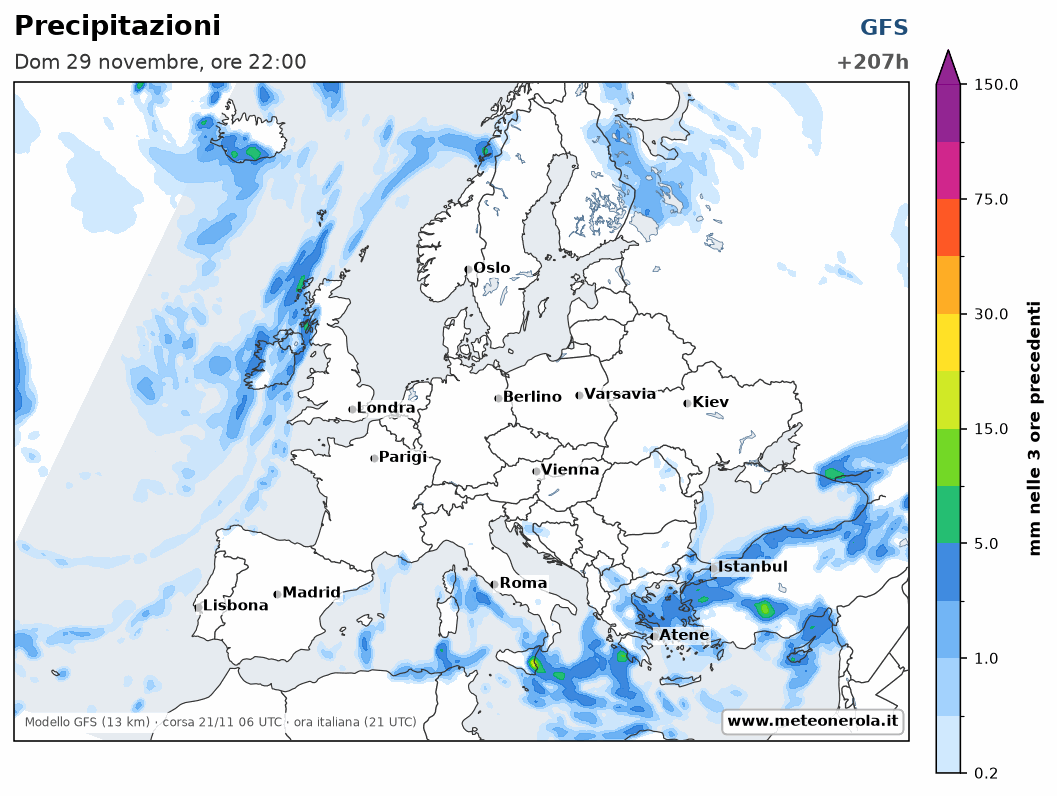 Precipitazioni
GFS
Dom 29 novembre, ore 22:00
+207h
150.0
75.0
30.0
15.0
5.0
1.0
0.2
mm nelle 3 ore precedenti
Oslo
Berlino
Varsavia
Kiev
Londra
Parigi
Vienna
Istanbul
Roma
Madrid
Lisbona
Atene
Modello GFS (13 km) · corsa 21/11 06 UTC · ora italiana (21 UTC)
www.meteonerola.it